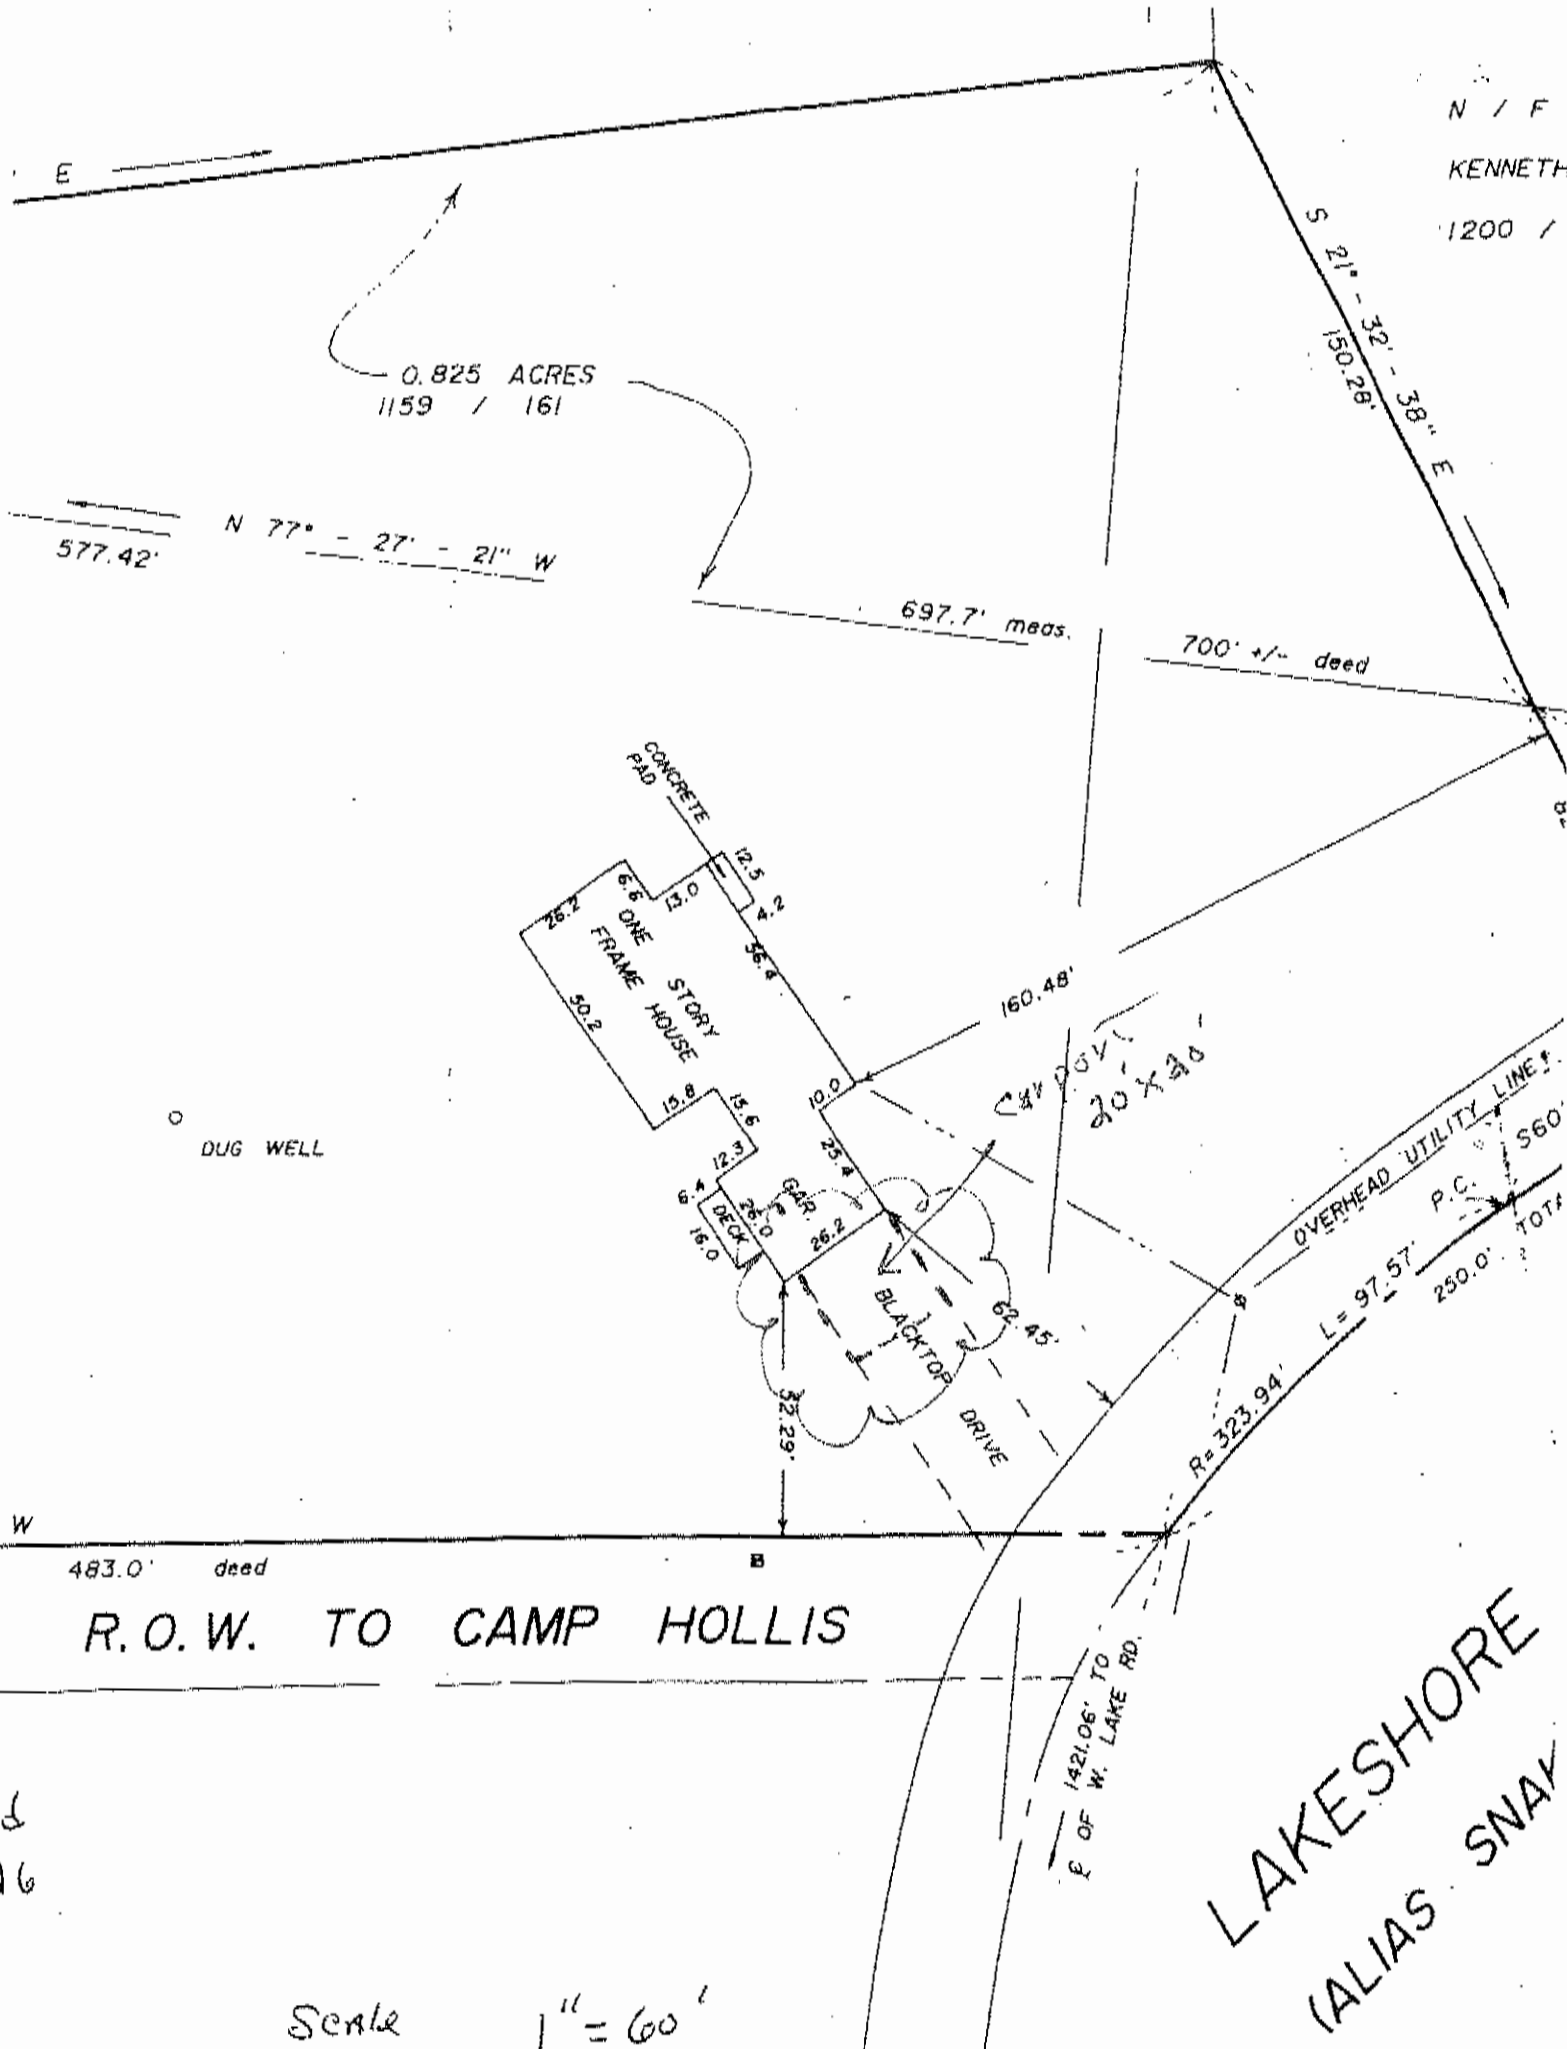 N / F
KENNETH
1200 /
E
S 21° - 32' - 38" E
150.28'
0.825 ACRES
1159 / 161
N 77° - 27' - 21" W
577.42'
697.7' meas.
700' +/- deed
CONCRETE
PAD
12.5
4.2
6.6
13.0
26.2
ONE STORY
FRAME HOUSE
56.4
50.2
160.48'
20' x
10.0
15.8
15.6
12.3
25.4
DUG WELL
OVERHEAD UTILITY LINE
S60°
P.C.
6.4
DECK
16.0
26.0
GAR.
26.2
L= 97.57'
250.0'
TOTA
BLACKTOP
DRIVE
62.45'
32.29'
R= 323.94'
W
483.0' deed
R.O.W. TO CAMP HOLLIS
1421.06' TO
OF W. LAKE RD.
LAKESHORE
(ALIAS SNAK
16
Scale 1" = 60'